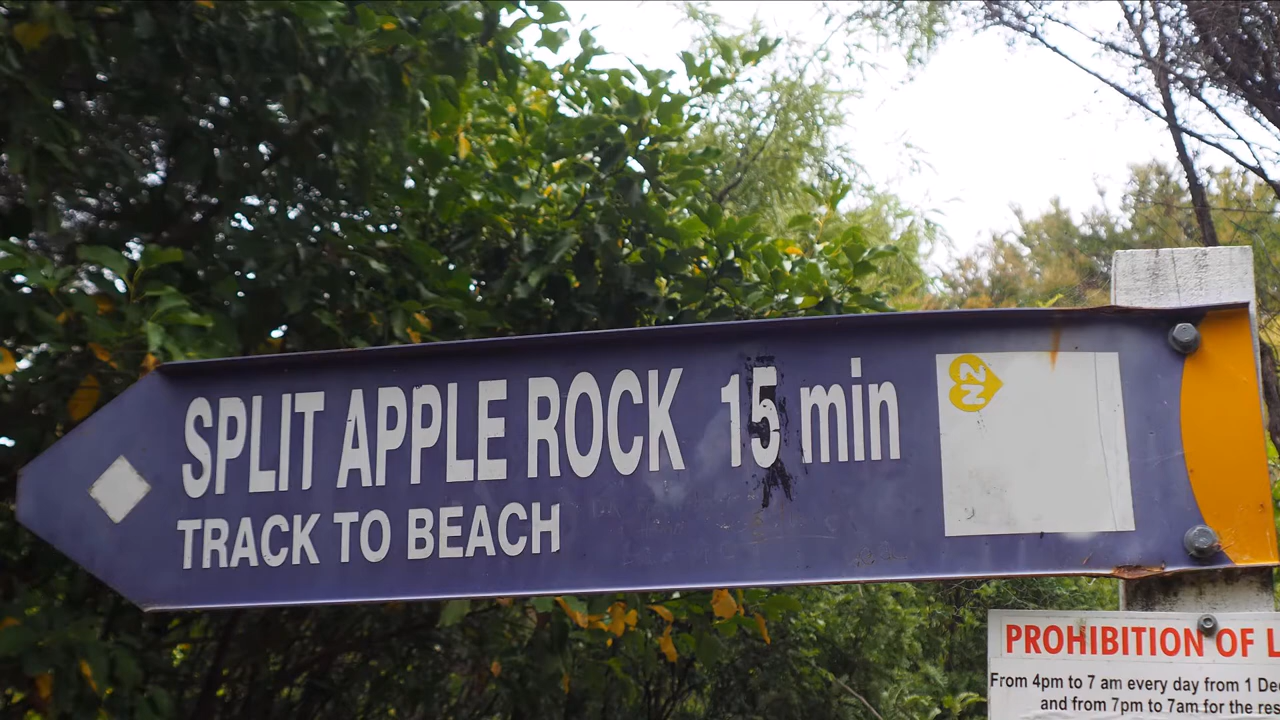 SPLIT APPLE ROCK 15 min
TRACK TO BEACH
NZ
PROHIBITION OF
From 4pm to 7 am every day from 1
and from 7pm to 7am for the